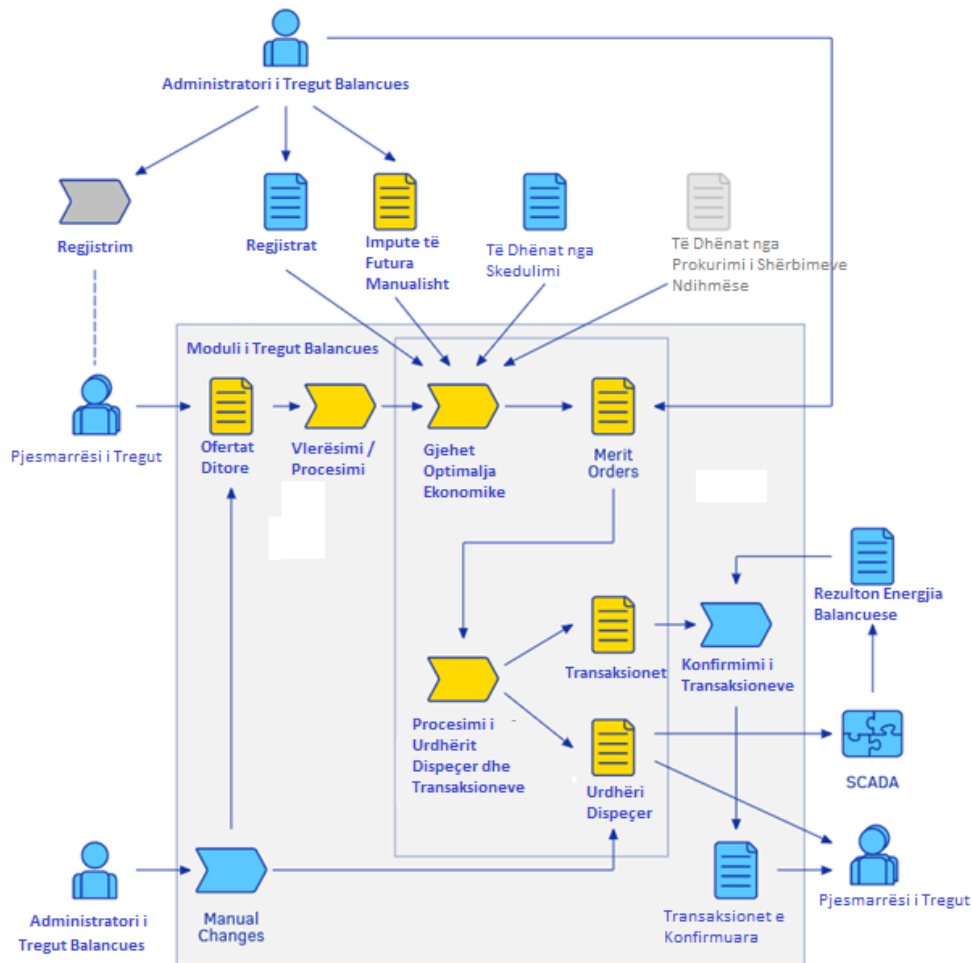 Administratori i Tregut Balancues
Regjistrim
Regjistrat
Impute të
Futura
Manualisht
Të Dhënat nga
Skedulimi
Të Dhënat nga
Prokurimi i Shërbimeve
Ndihmëse
Moduli i Tregut Balancues
Pjesmarrësi i Tregut
Ofertat
Ditore
Vlerësimi /
Procesimi
Gjehet
Optimalja
Ekonomike
Merit
Orders
Rezulton Energjia
Balancuese
Transaksionet
Konfirmimi i
Transaksioneve
Procesimi i
Urdhërit
Dispeçer dhe
Transaksioneve
Urdhëri
Dispeçer
SCADA
Administratori i
Tregut Balancues
Manual
Changes
Transaksionet e
Konfirmuara
Pjesmarrësi i Tregut